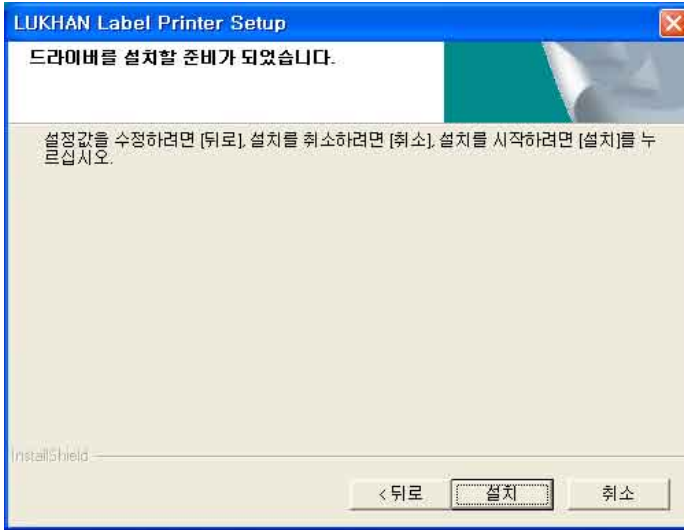 LUKHAN Label Printer Setup
드라이버를 설치할 준비가 되었습니다.
설정값을 수정하려면 [뒤로], 설치를 취소하려면 [취소], 설치를 시작하려면 [설치]를 누
르십시오.
InstallShield
< 뒤로 설치 취소